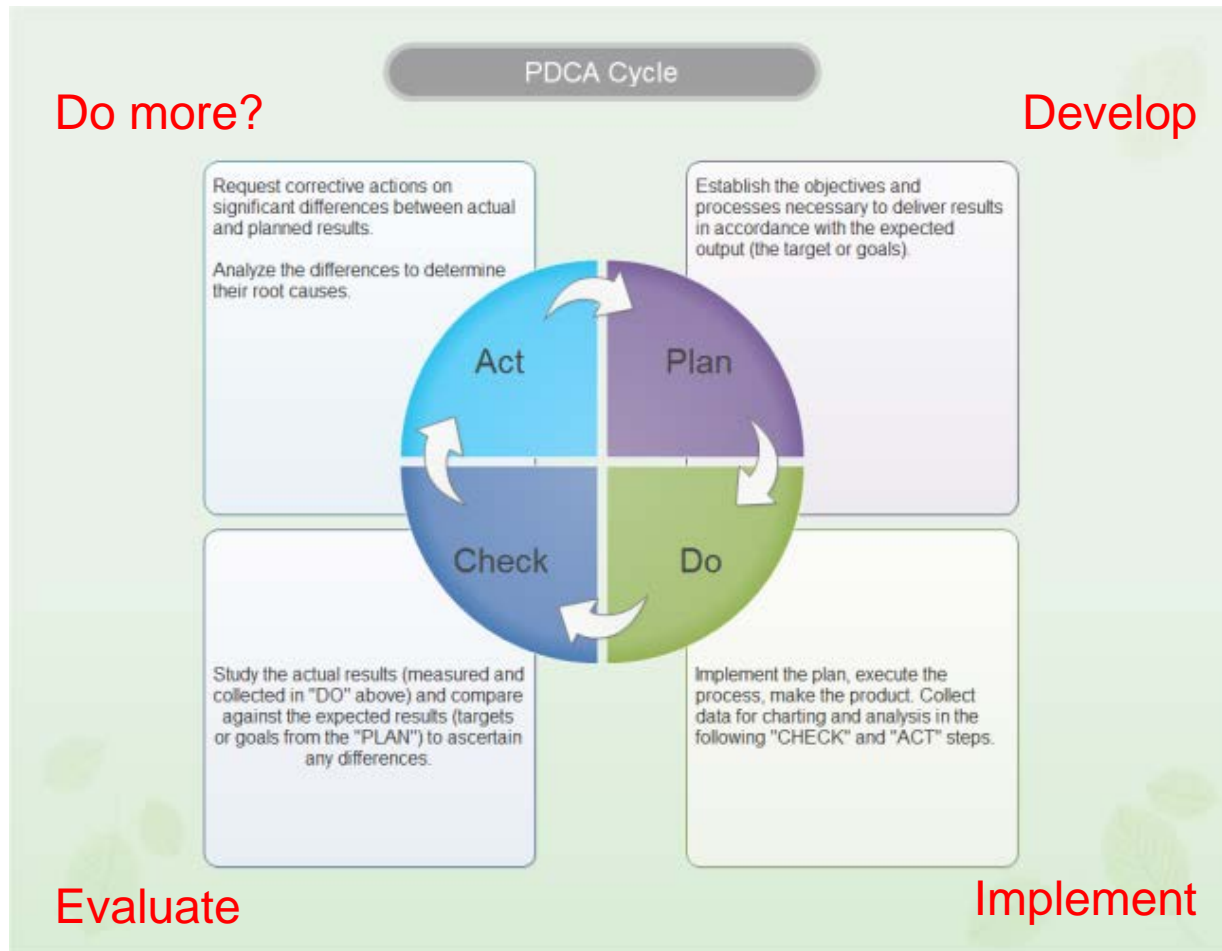 PDCA Cycle
Do more?
Develop
Request corrective actions on
significant differences between actual
and planned results.
Analyze the differences to determine
their root causes.
Establish the objectives and
processes necessary to deliver results
in accordance with the expected
output (the target or goals).
Act
Plan
Check
Do
Study the actual results (measured and
collected in "DO" above) and compare
against the expected results (targets
or goals from the "PLAN") to ascertain
any differences.
Implement the plan, execute the
process, make the product. Collect
data for charting and analysis in the
following "CHECK" and "ACT" steps.
Evaluate
Implement